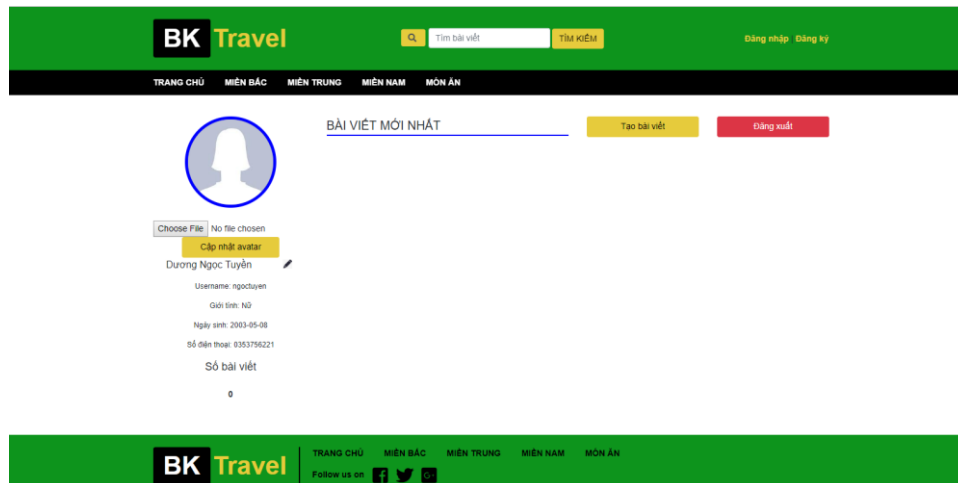 BK Travel
Tìm bài viết
TÌM KIẾM
Đăng nhập Đăng ký
TRANG CHỦ MIỀN BẮC MIỀN TRUNG MIỀN NAM MÓN ĂN
BÀI VIẾT MỚI NHẤT
Tạo bài viết
Đăng xuất
Choose File No file chosen
Cập nhật avatar
Dương Ngọc Tuyền
Username: ngoctuyen
Giới tính: Nữ
Ngày sinh: 2003-05-08
Số điện thoại: 0353756221
Số bài viết
0
BK Travel
TRANG CHỦ MIỀN BẮC MIỀN TRUNG MIỀN NAM MÓN ĂN
Follow us on